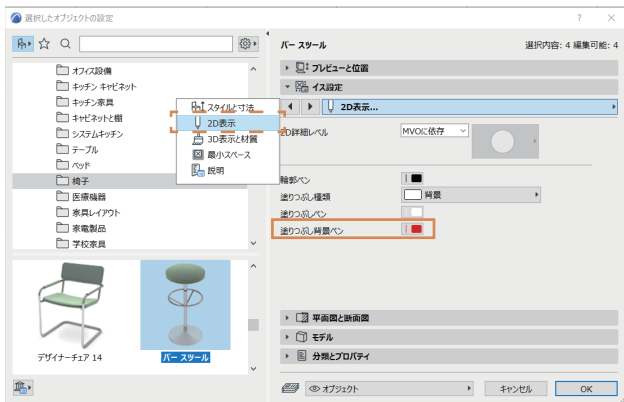 選択したオブジェクトの設定
? ×
オフィス設備
キッチン キャビネット
キッチン家具
キャビネットと棚
システムキッチン
テーブル
ベッド
椅子
医療機器
家具レイアウト
家電製品
学校家具
スタイルと寸法
2D表示
3D表示と材質
最小スペース
説明
デザイナーチェア 14
バー スツール
バー スツール
選択内容: 4 編集可能: 4
プレビューと位置
イス設定
2D表示...
2D詳細レベル
MVOに依存
輪郭ペン
塗りつぶし種類
背景
塗りつぶしペン
塗りつぶし背景ペン
平面図と断面図
モデル
分類とプロパティ
オブジェクト
キャンセル
OK